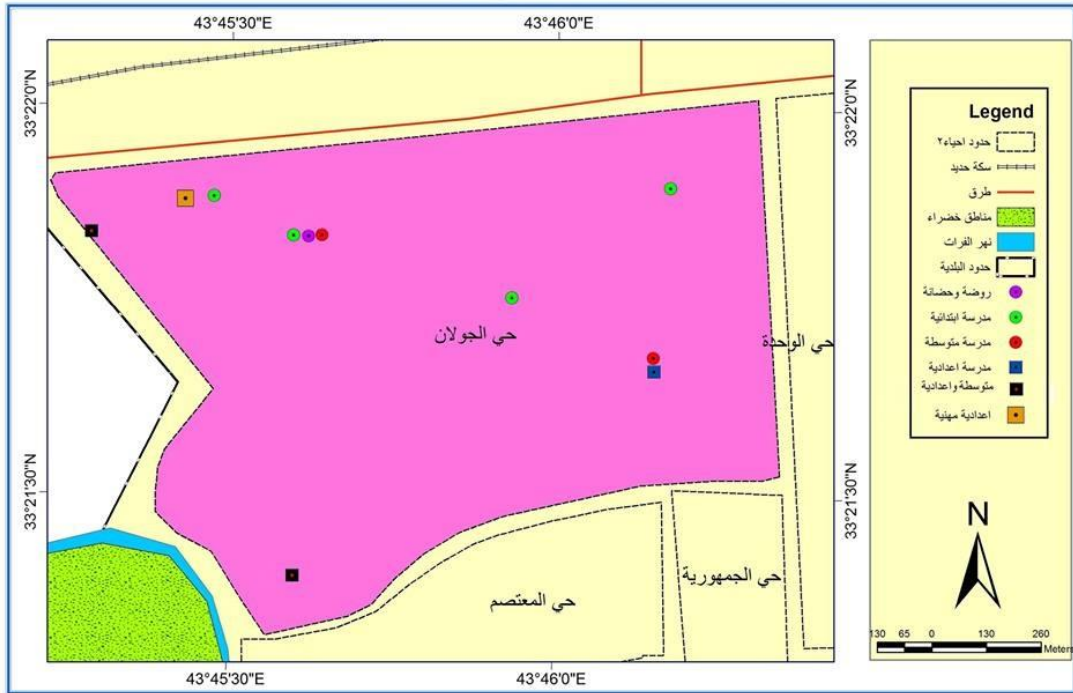 43°45'30"E
43°46'0"E
33°22'0"N
33°22'0"N
حي الجولان
حي الوحدة
33°21'30"N
33°21'30"N
حي الجمهورية
حي المعتصم
43°45'30"E
43°46'0"E
Legend
حدود احياء٢
سكة حديد
طرق
مناطق خضراء
نهر الفرات
حدود البلدية
روضة وحضانة
مدرسة ابتدائية
مدرسة متوسطة
مدرسة اعدادية
متوسطة واعدادية
اعدادية مهنية
N
130 65 0 130 260
Meters